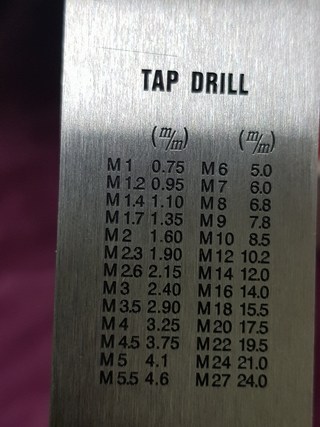 TAP DRILL
(m/m) (m/m)
M1 0.75 M6 5.0
M1.2 0.95 M7 6.0
M1.4 1.10 M8 6.8
M1.7 1.35 M9 7.8
M2 1.60 M10 8.5
M2.3 1.90 M12 10.2
M2.6 2.15 M14 12.0
M3 2.40 M16 14.0
M3.5 2.90 M18 15.5
M4 3.25 M20 17.5
M4.5 3.75 M22 19.5
M5 4.1 M24 21.0
M5.5 4.6 M27 24.0